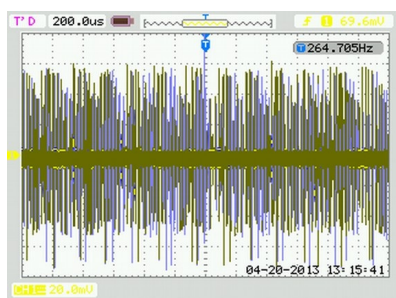 T'D 200.0us f 1 69.6mV
T
T 264.705Hz
04-20-2013 13:15:41
CH1 20.0mV